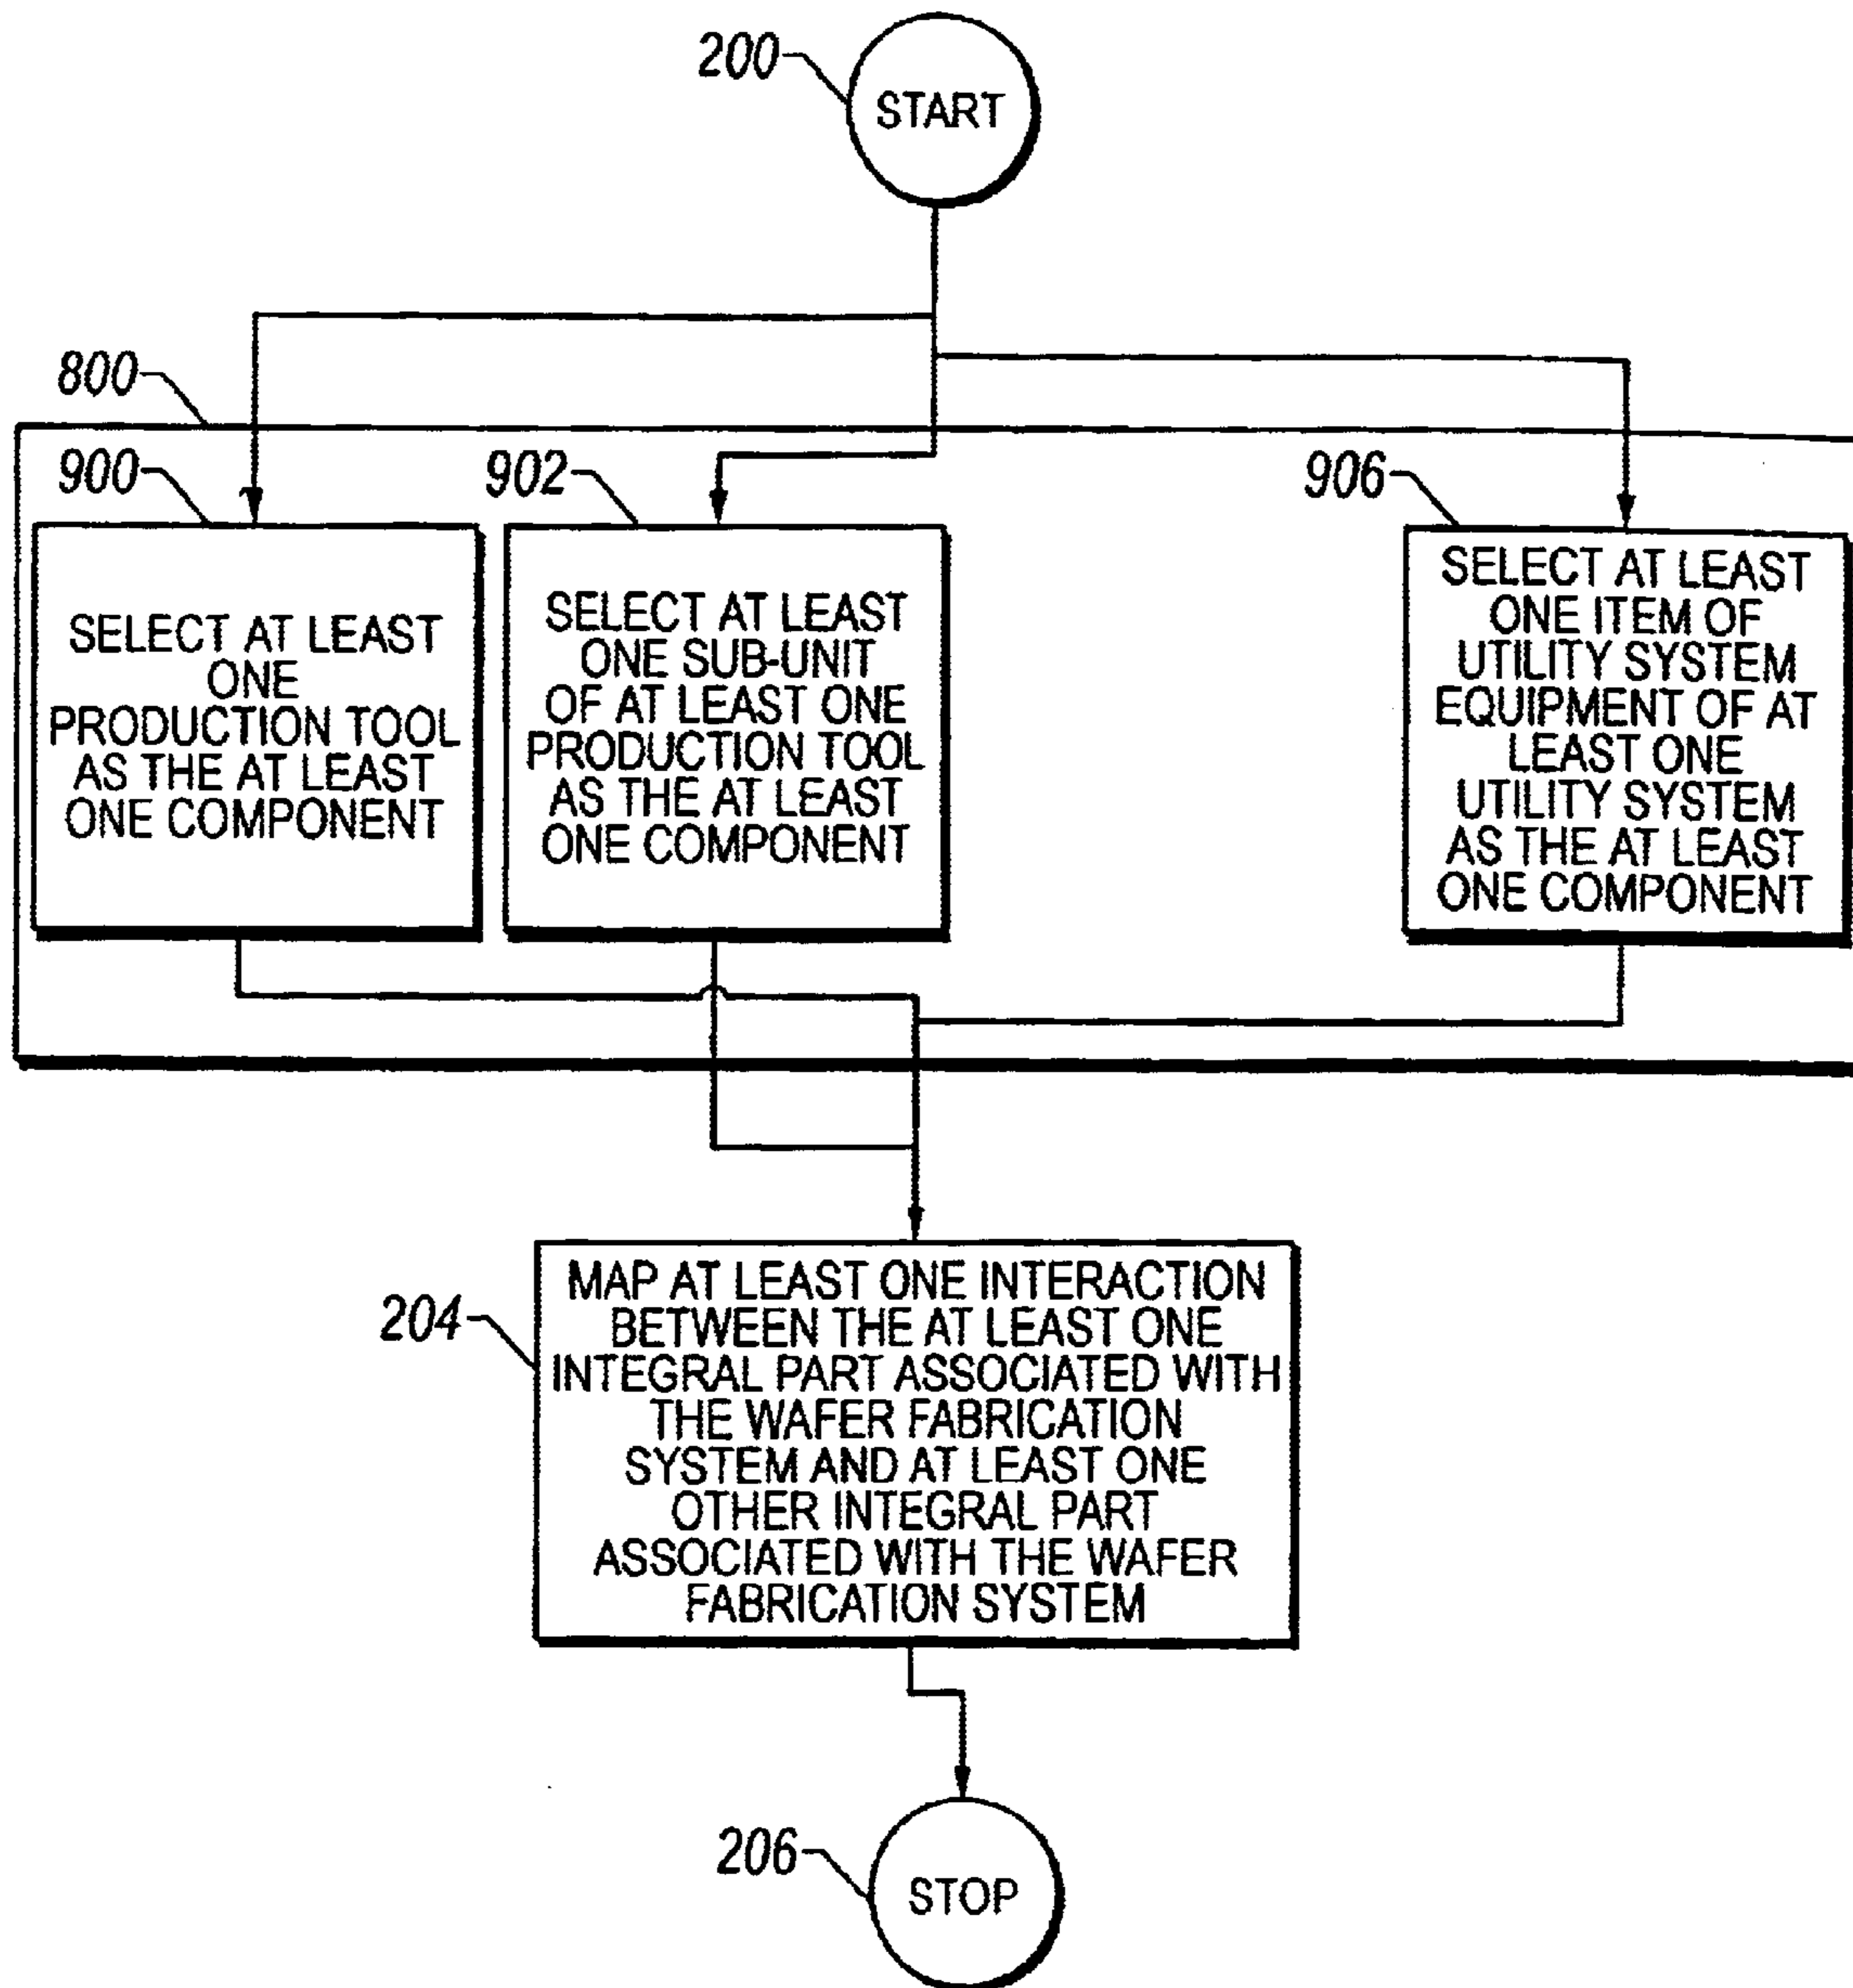 200
START
800
900
902
906
SELECT AT LEAST
ONE
PRODUCTION TOOL
AS THE AT LEAST
ONE COMPONENT
SELECT AT LEAST
ONE SUB-UNIT
OF AT LEAST ONE
PRODUCTION TOOL
AS THE AT LEAST
ONE COMPONENT
SELECT AT LEAST
ONE ITEM OF
UTILITY SYSTEM
EQUIPMENT OF AT
LEAST ONE
UTILITY SYSTEM
AS THE AT LEAST
ONE COMPONENT
204
MAP AT LEAST ONE INTERACTION
BETWEEN THE AT LEAST ONE
INTEGRAL PART ASSOCIATED WITH
THE WAFER FABRICATION
SYSTEM AND AT LEAST ONE
OTHER INTEGRAL PART
ASSOCIATED WITH THE WAFER
FABRICATION SYSTEM
206
STOP